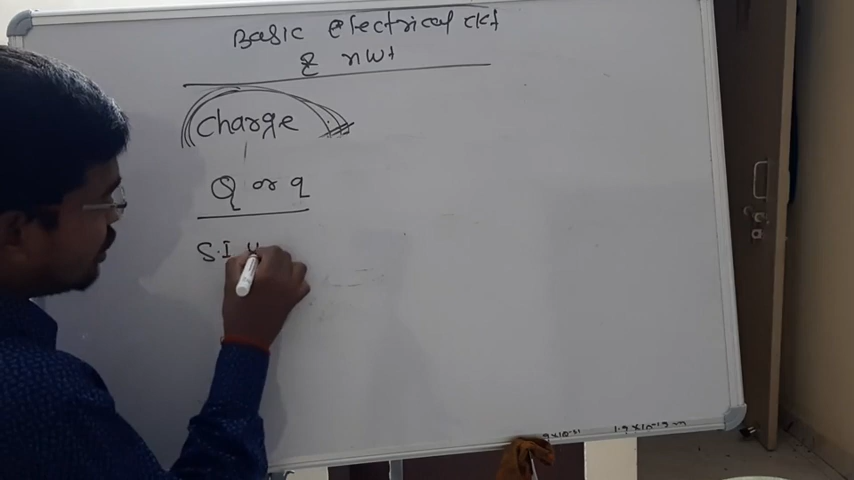 Basic electrical ckt
& nwt
Charge
Q or q
S.I u